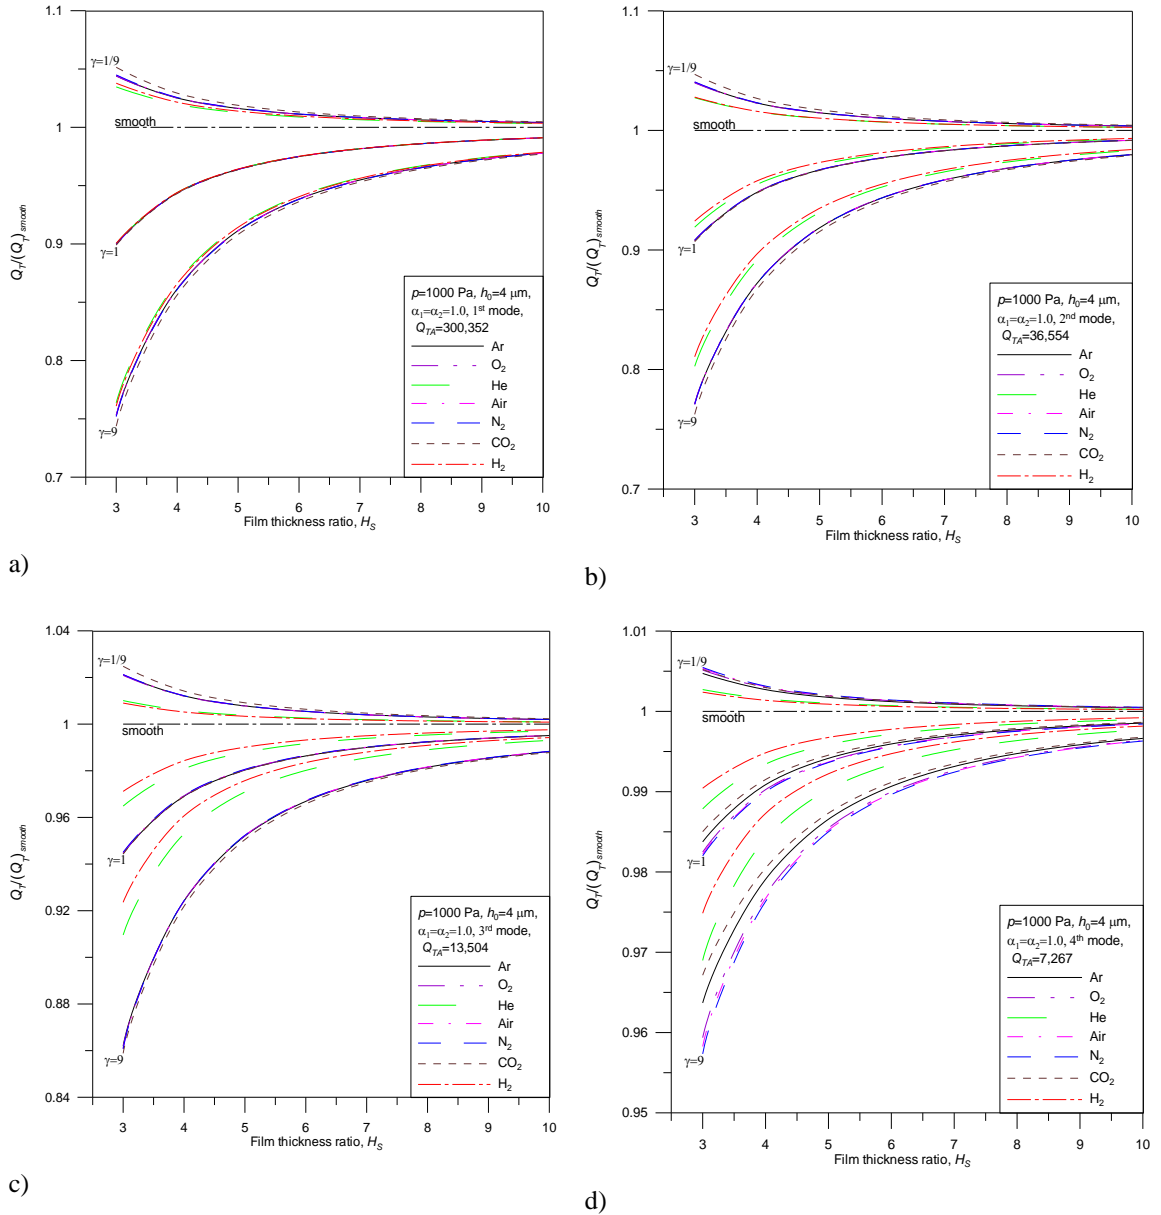 1.1
1
0.9
0.8
0.7
Q_T/(Q_T)_smooth
γ=1/9
smooth
γ=1
γ=9
p=1000 Pa, h₀=4 μm,
α₁=α₂=1.0, 1st mode,
Q_TA=300,352
Ar
O₂
He
Air
N₂
CO₂
H₂
3 4 5 6 7 8 9 10
Film thickness ratio, H_S
a)
1.1
1
0.9
0.8
0.7
Q_T/(Q_T)_smooth
γ=1/9
smooth
γ=1
γ=9
p=1000 Pa, h₀=4 μm,
α₁=α₂=1.0, 2nd mode,
Q_TA=36,554
Ar
O₂
He
Air
N₂
CO₂
H₂
3 4 5 6 7 8 9 10
Film thickness ratio, H_S
b)
1.04
1
0.96
0.92
0.88
0.84
Q_T/(Q_T)_smooth
γ=1/9
smooth
γ=1
γ=9
p=1000 Pa, h₀=4 μm,
α₁=α₂=1.0, 3rd mode,
Q_TA=13,504
Ar
O₂
He
Air
N₂
CO₂
H₂
3 4 5 6 7 8 9 10
Film thickness ratio, H_S
c)
1.01
1
0.99
0.98
0.97
0.96
0.95
Q_T/(Q_T)_smooth
γ=1/9
smooth
γ=1
γ=9
p=1000 Pa, h₀=4 μm,
α₁=α₂=1.0, 4th mode,
Q_TA=7,267
Ar
O₂
He
Air
N₂
CO₂
H₂
3 4 5 6 7 8 9 10
Film thickness ratio, H_S
d)